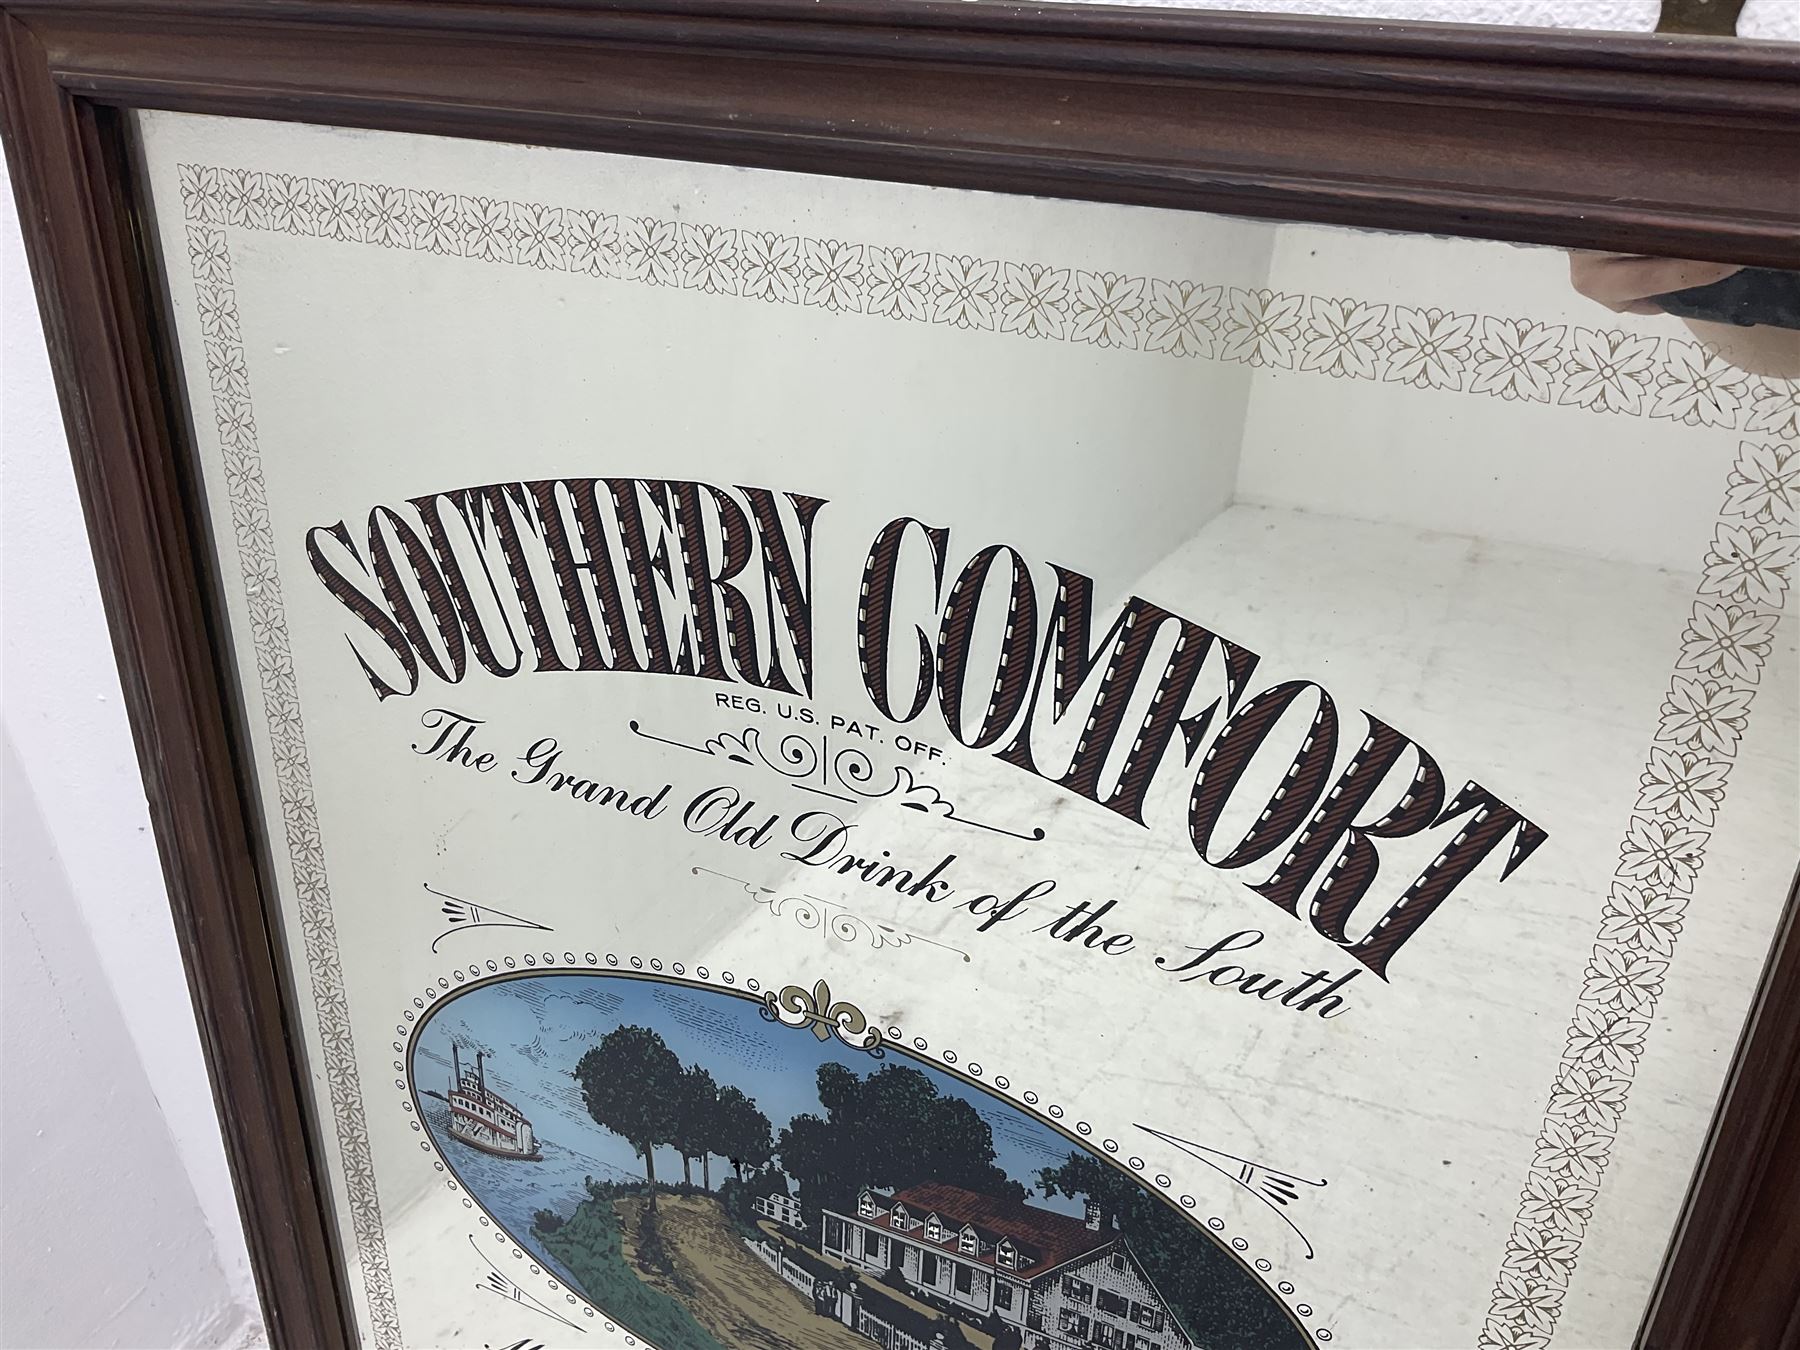 SOUTHERN COMFORT
REG. U.S. PAT. OFF.
The Grand Old Drink of the South